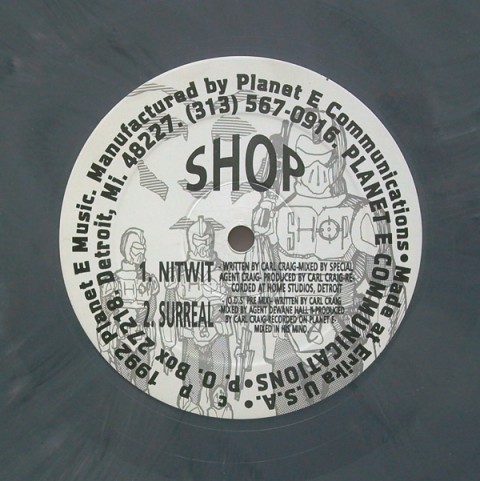 c P 1992 Planet E Music. Manufactured by Planet E Communications • Made at Erika U.S.A. •
PLANET E COMMUNICATIONS • P. O. Box 27218 Detroit, Mi. 48227. (313) 567.0916.
SHOP
SHOP
1. NITWIT - WRITTEN BY CARL CRAIG-MIXED BY SPECIAL
AGENT CRAIG- PRODUCED BY CARL CRAIG-RE-
CORDED AT HOME STUDIOS, DETROIT
2. SURREAL PRE MIX)- WRITTEN BY CARL CRAIG
-MIXED BY AGENT DEWANE HALL II-PRODUCED
BY CARL CRAIG-RECORDED ON PLANET E-
MIXED IN HIS MIND